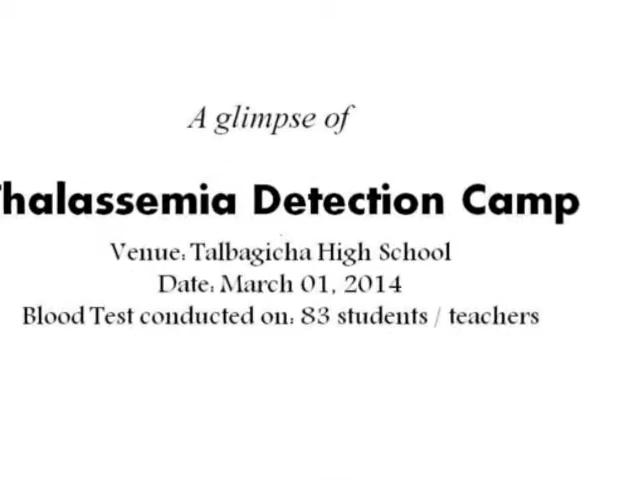 A glimpse of
Thalassemia Detection Camp
Venue: Talbagicha High School
Date: March 01, 2014
Blood Test conducted on: 83 students / teachers